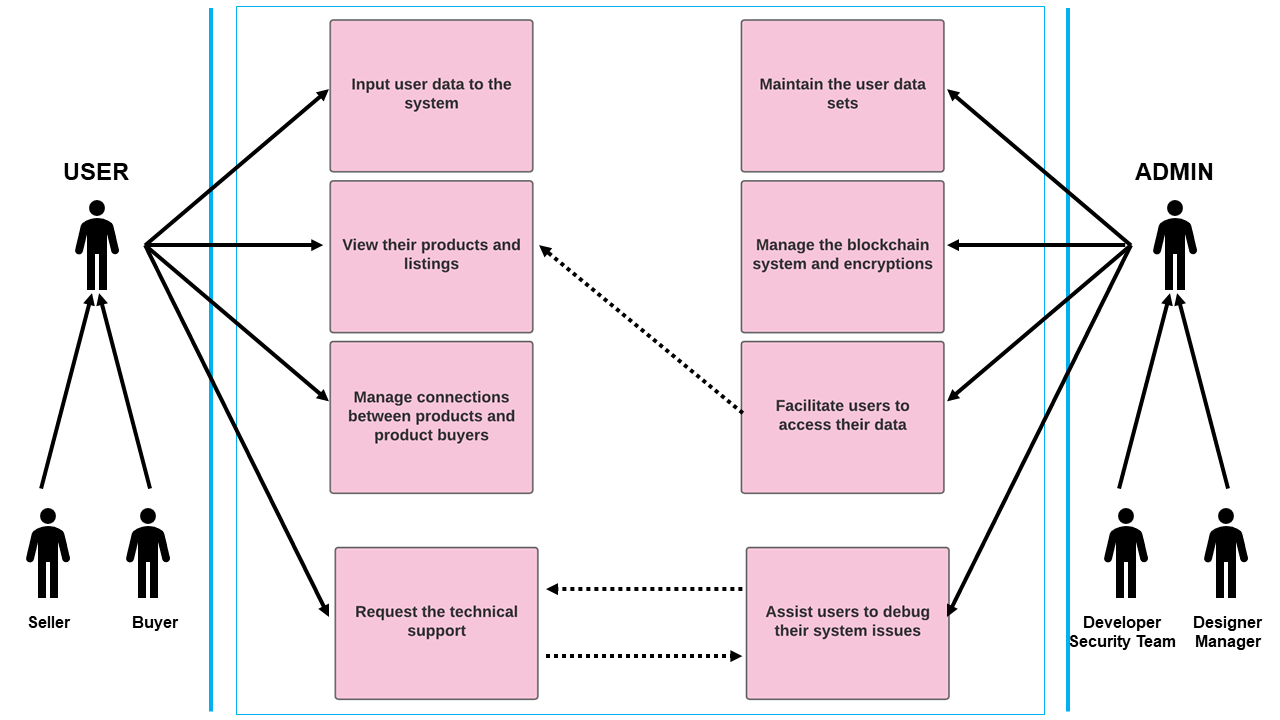 USER
Input user data to the
system
View their products and
listings
Manage connections
between products and
product buyers
Request the technical
support
Seller
Buyer
Maintain the user data
sets
Manage the blockchain
system and encryptions
Facilitate users to
access their data
Assist users to debug
their system issues
ADMIN
Developer
Security Team
Designer
Manager